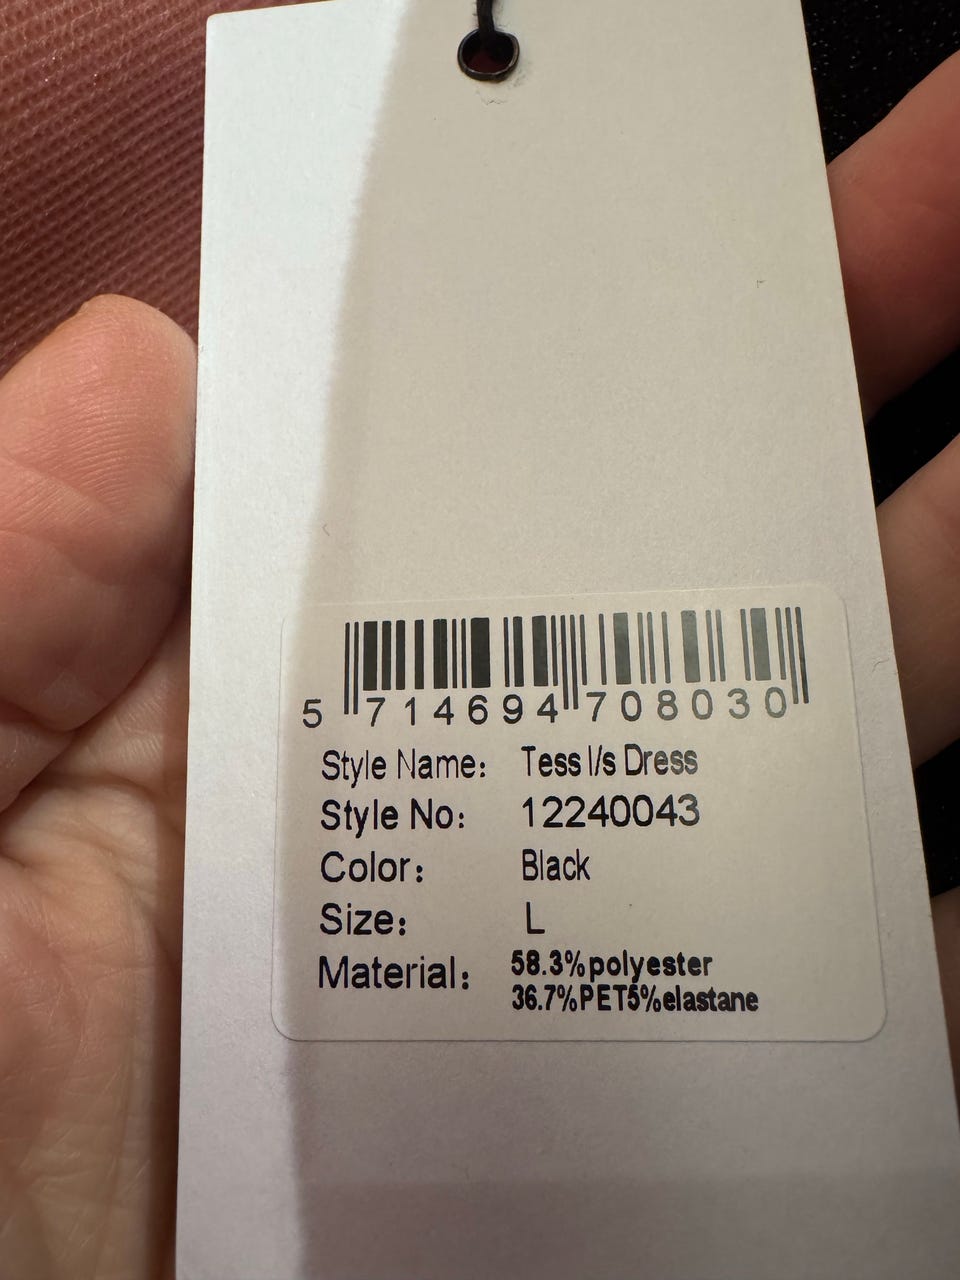 5 714694 708030
Style Name: Tess l/s Dress
Style No: 12240043
Color: Black
Size: L
Material: 58.3%polyester
36.7%PET5%elastane